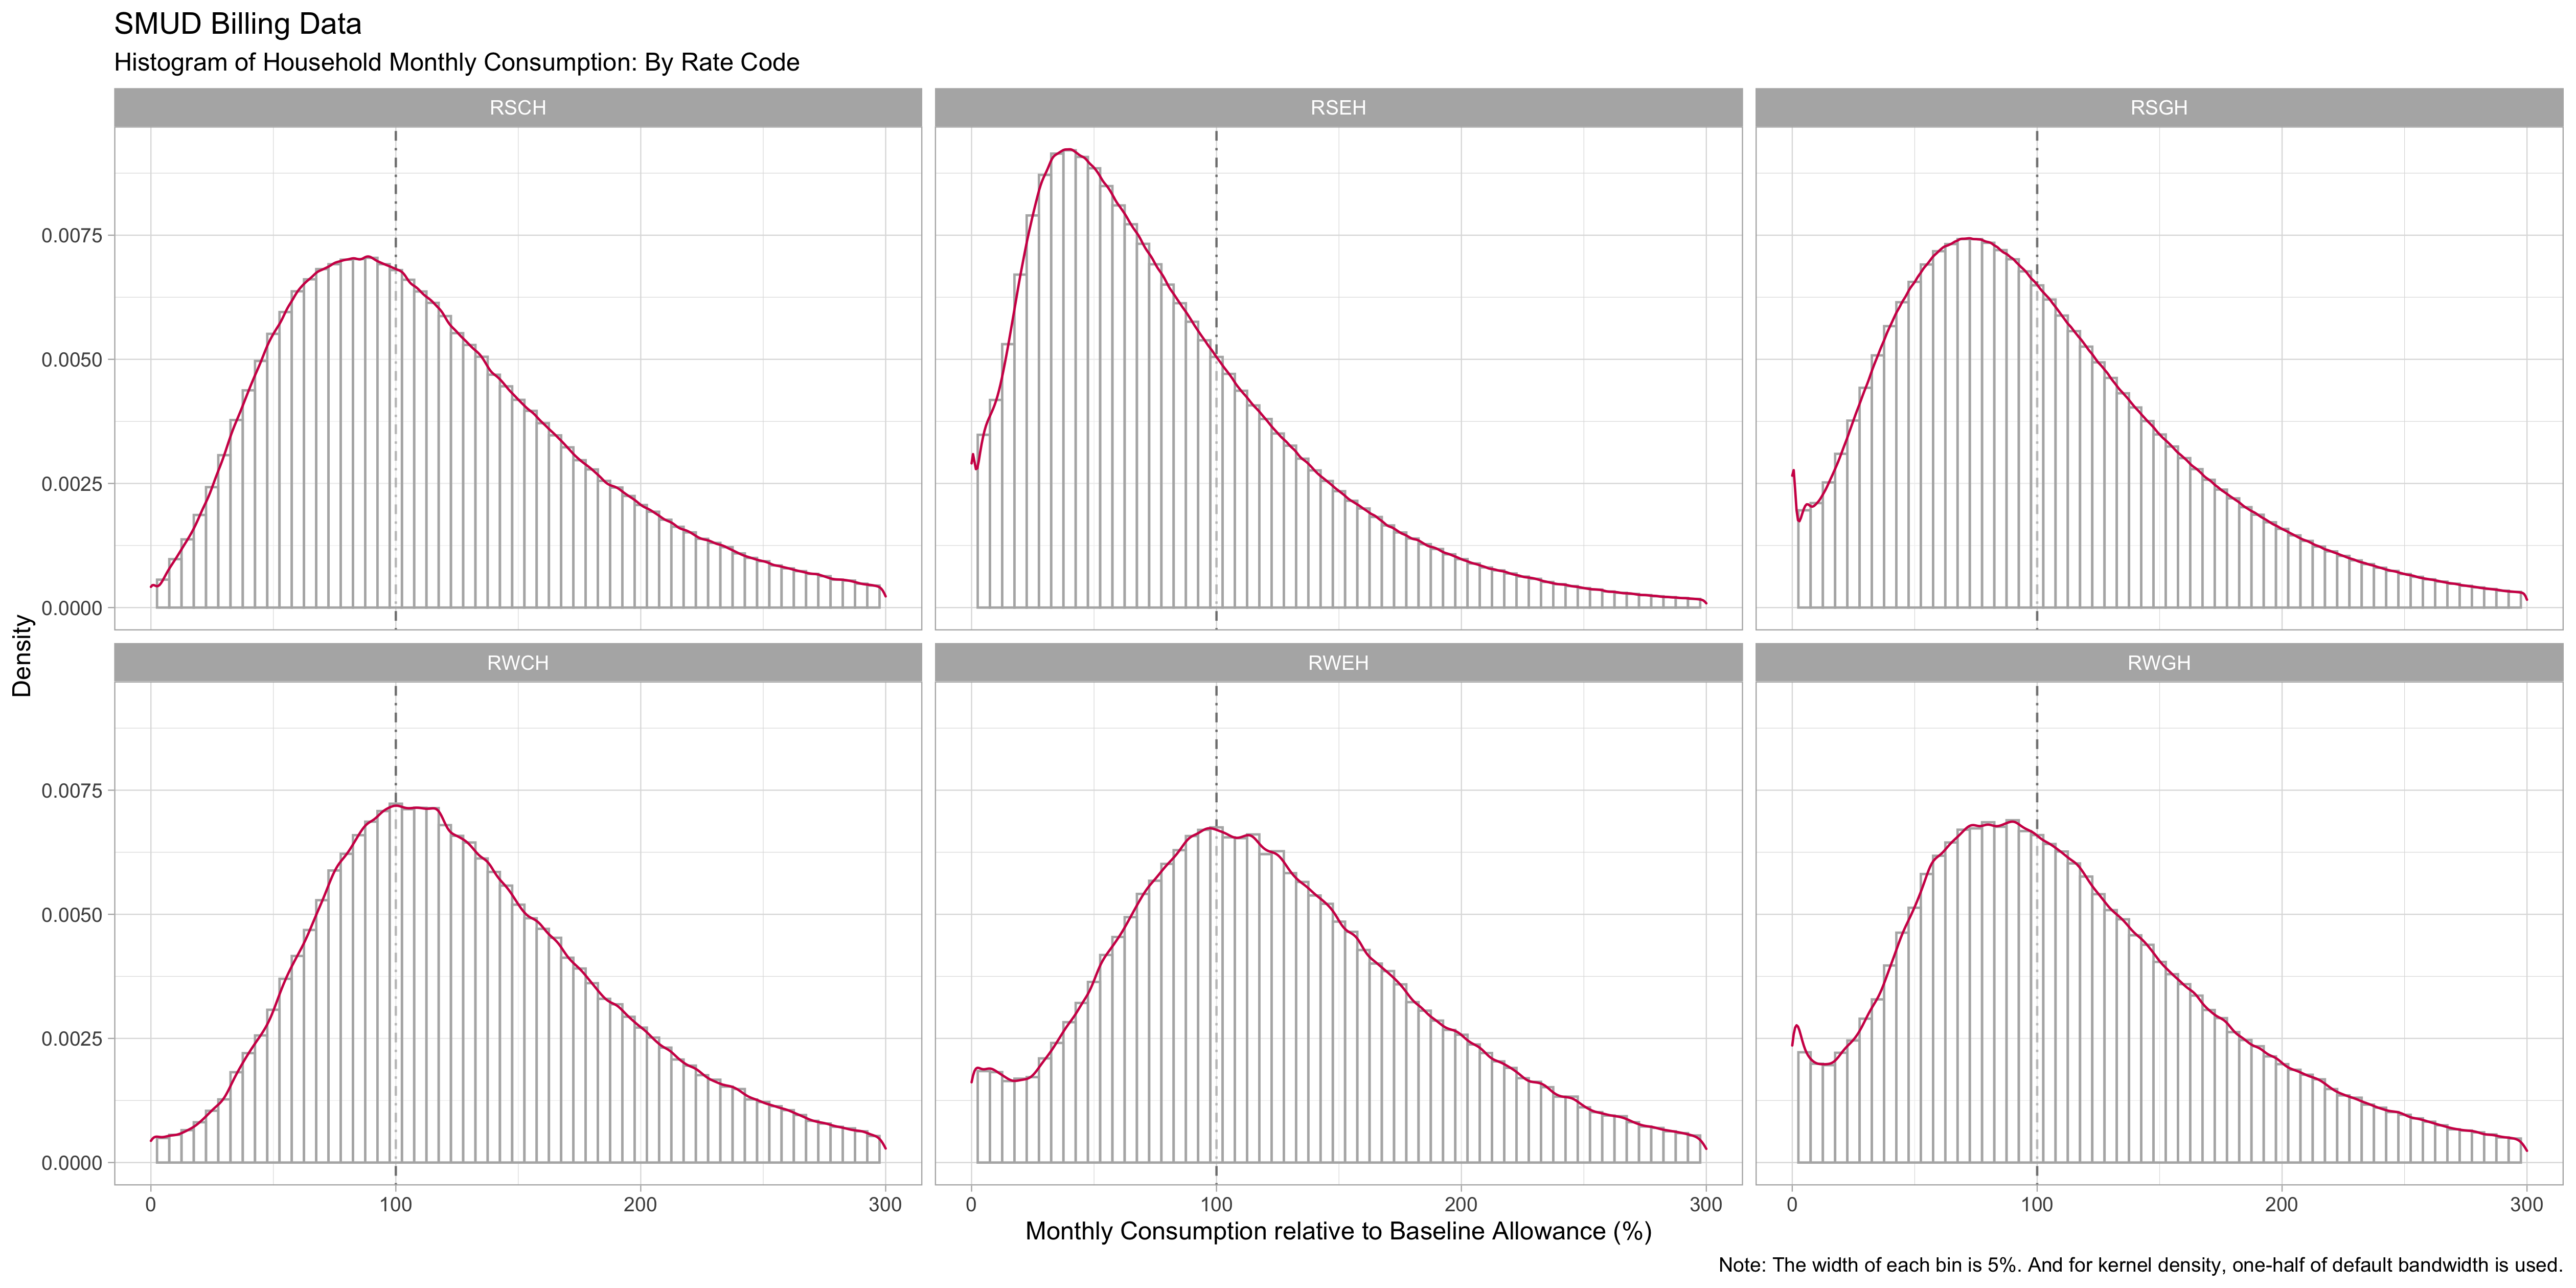 SMUD Billing Data
Histogram of Household Monthly Consumption: By Rate Code
RSCH
RSEH
RSGH
0.0075
0.0050
0.0025
0.0000
Density
RWCH
RWEH
RWGH
0.0075
0.0050
0.0025
0.0000
0 100 200 300
0 100 200 300
0 100 200 300
Monthly Consumption relative to Baseline Allowance (%)
Note: The width of each bin is 5%. And for kernel density, one-half of default bandwidth is used.